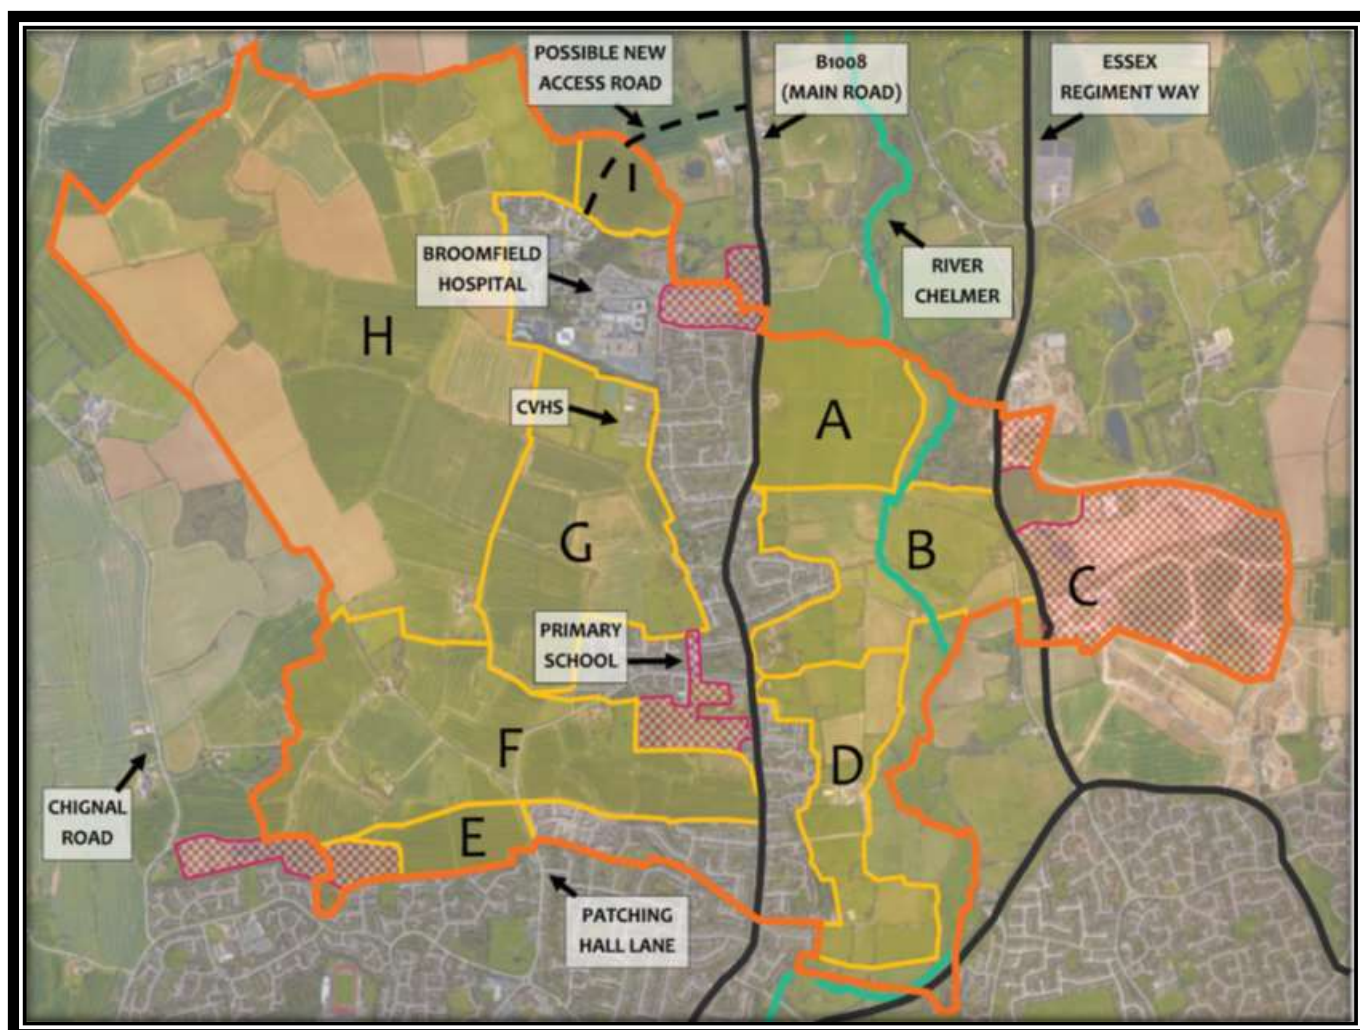 POSSIBLE NEW
ACCESS ROAD
B1008
(MAIN ROAD)
ESSEX
REGIMENT WAY
I
BROOMFIELD
HOSPITAL
RIVER
CHELMER
H
CVHS
A
G
B
C
PRIMARY
SCHOOL
F
D
CHIGNAL
ROAD
E
PATCHING
HALL LANE